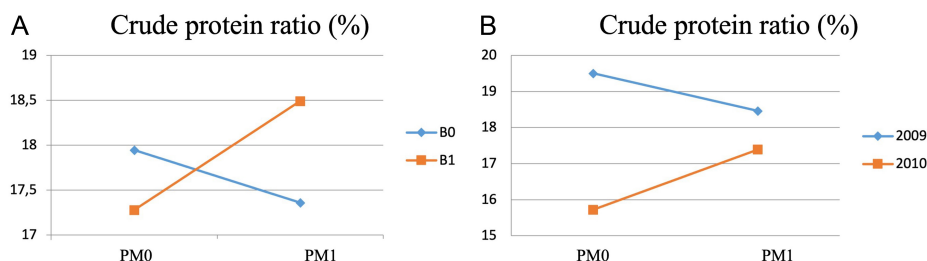 A
Crude protein ratio (%)
19
18,5
18
17,5
17
PM0
PM1
B0
B1
B
Crude protein ratio (%)
20
19
18
17
16
15
PM0
PM1
2009
2010